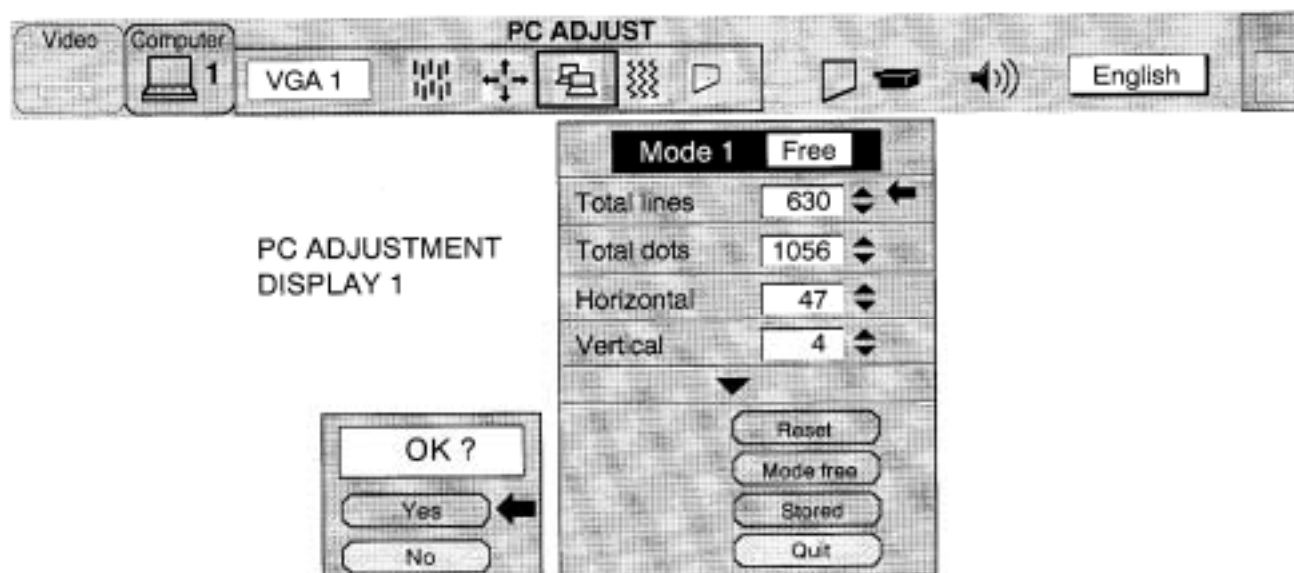 PC ADJUST
Video
Computer
1
VGA 1
English
Mode 1 Free
Total lines 630
Total dots 1056
Horizontal 47
Vertical 4
PC ADJUSTMENT
DISPLAY 1
Reset
Mode free
Stored
Quit
OK ?
Yes
No